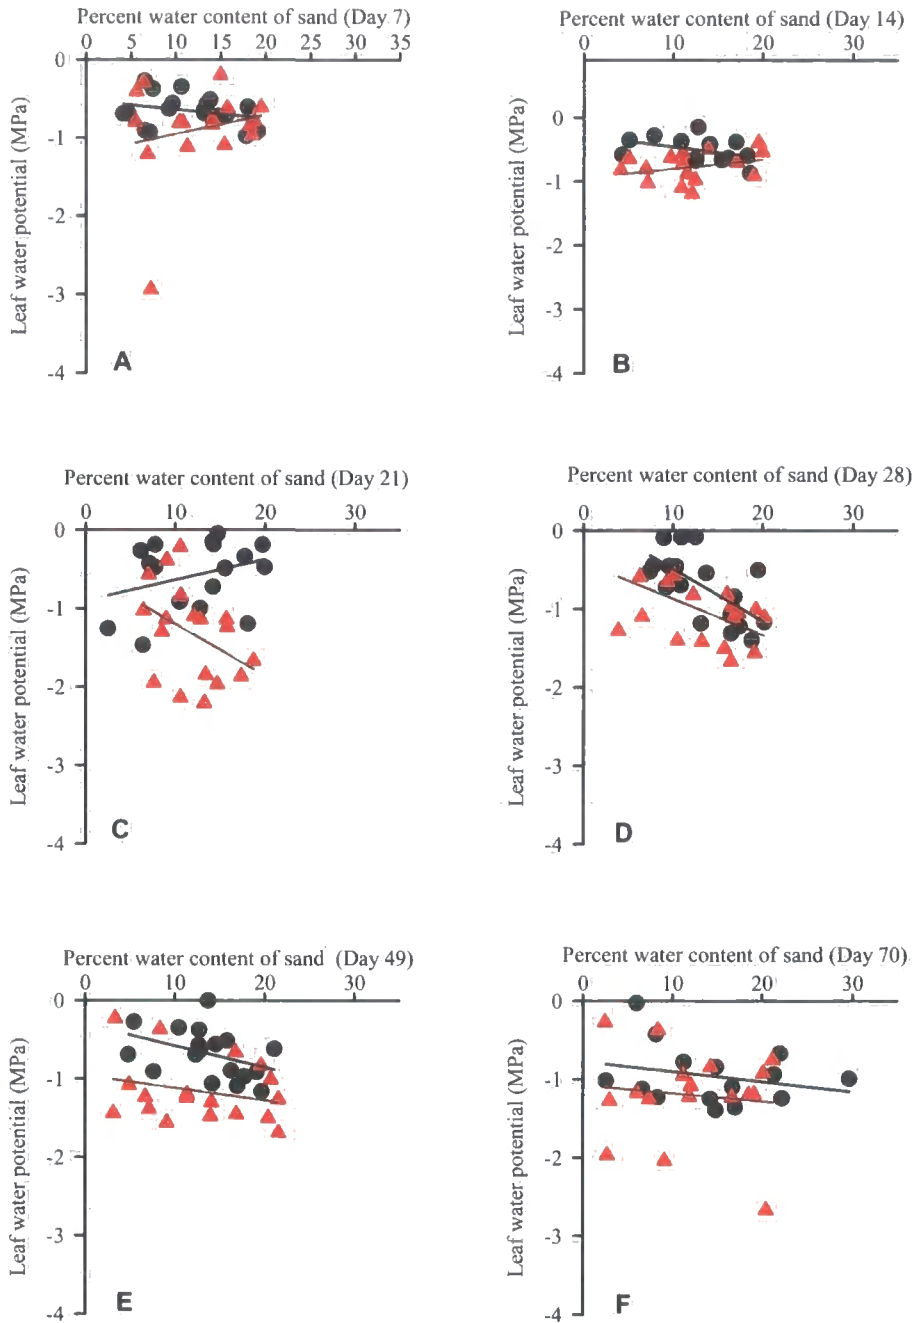 Percent water content of sand (Day 7)
0 5 10 15 20 25 30 35
0
-1
-2
-3
-4
Leaf water potential (MPa)
A
Percent water content of sand (Day 14)
0 10 20 30
0
-1
-2
-3
-4
Leaf water potential (MPa)
B
Percent water content of sand (Day 21)
0 10 20 30
0
-1
-2
-3
-4
Leaf water potential (MPa)
C
Percent water content of sand (Day 28)
0 10 20 30
0
-1
-2
-3
-4
Leaf water potential (MPa)
D
Percent water content of sand (Day 49)
0 10 20 30
0
-1
-2
-3
-4
Leaf water potential (MPa)
E
Percent water content of sand (Day 70)
0 10 20 30
0
-1
-2
-3
-4
Leaf water potential (MPa)
F